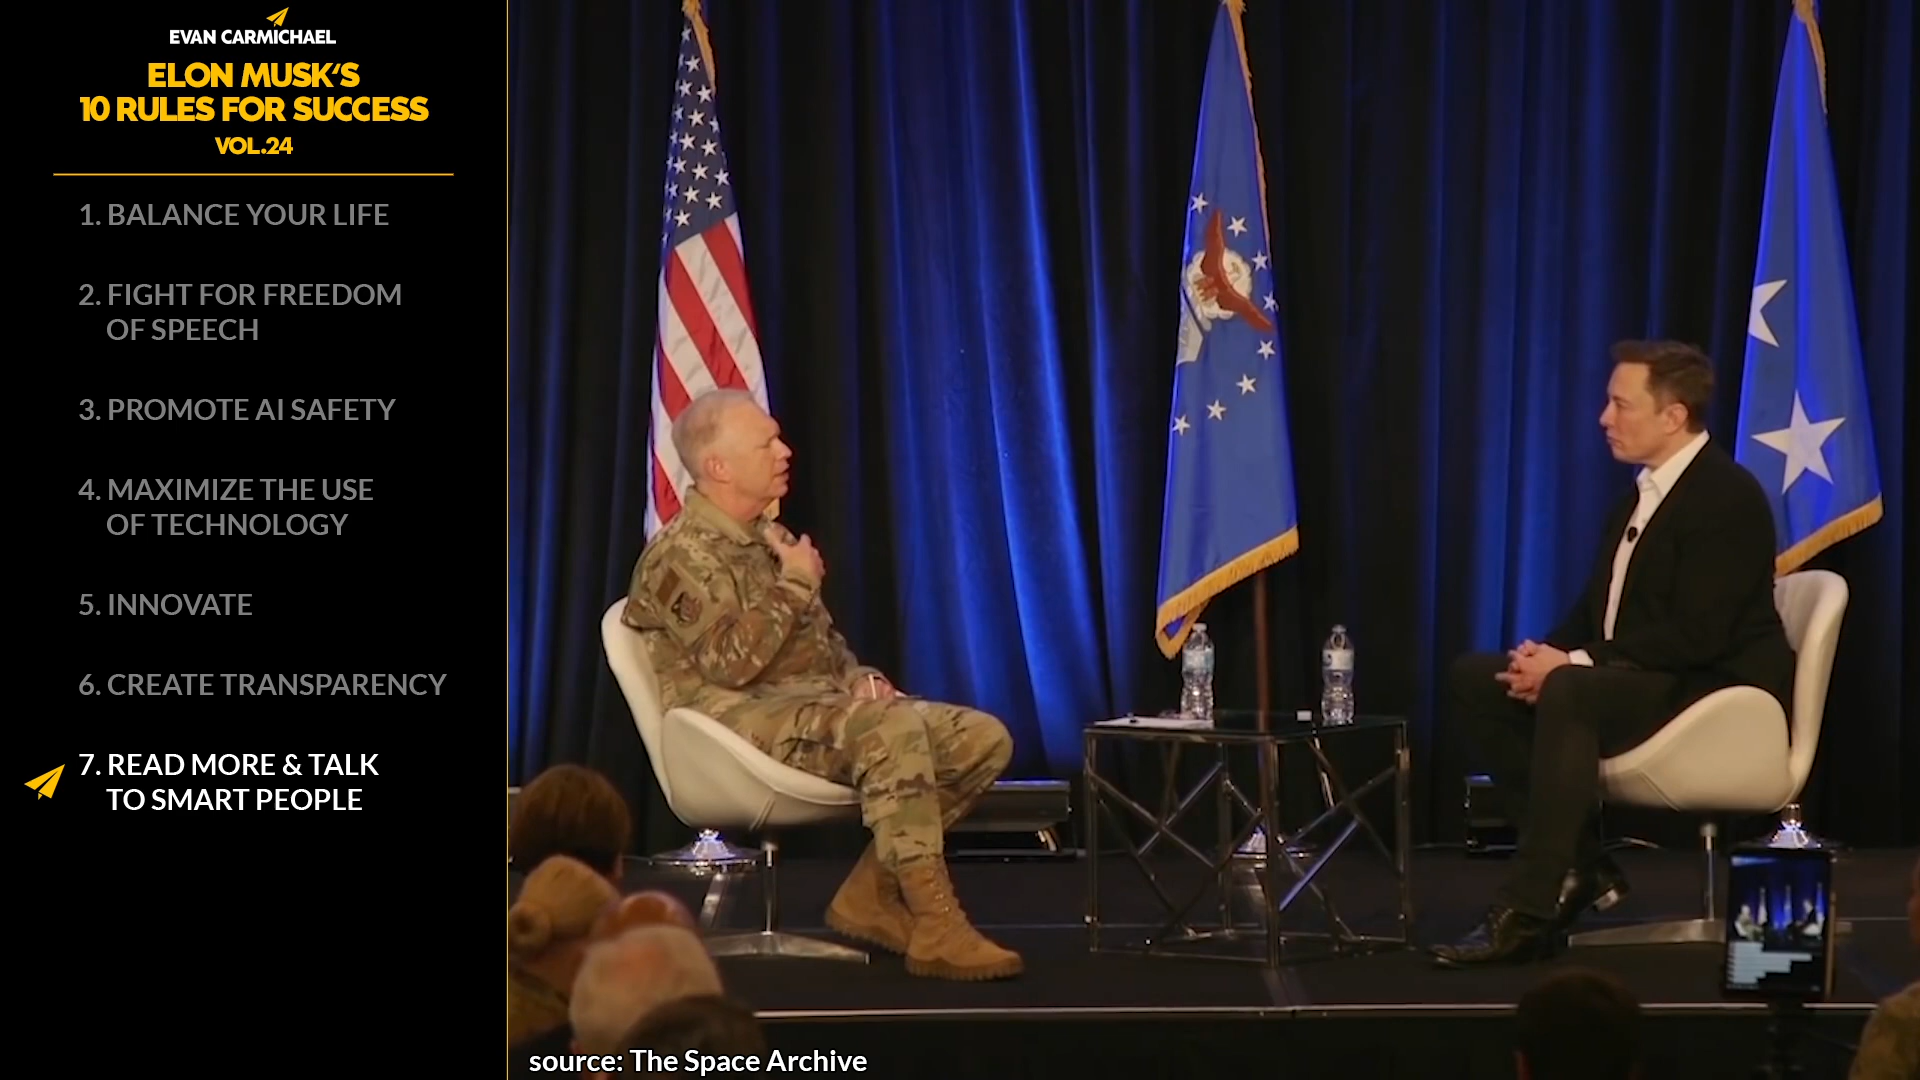 EVAN CARMICHAEL
ELON MUSK'S
10 RULES FOR SUCCESS
VOL.24
1. BALANCE YOUR LIFE
2. FIGHT FOR FREEDOM
OF SPEECH
3. PROMOTE AI SAFETY
4. MAXIMIZE THE USE
OF TECHNOLOGY
5. INNOVATE
6. CREATE TRANSPARENCY
7. READ MORE & TALK
TO SMART PEOPLE
source: The Space Archive